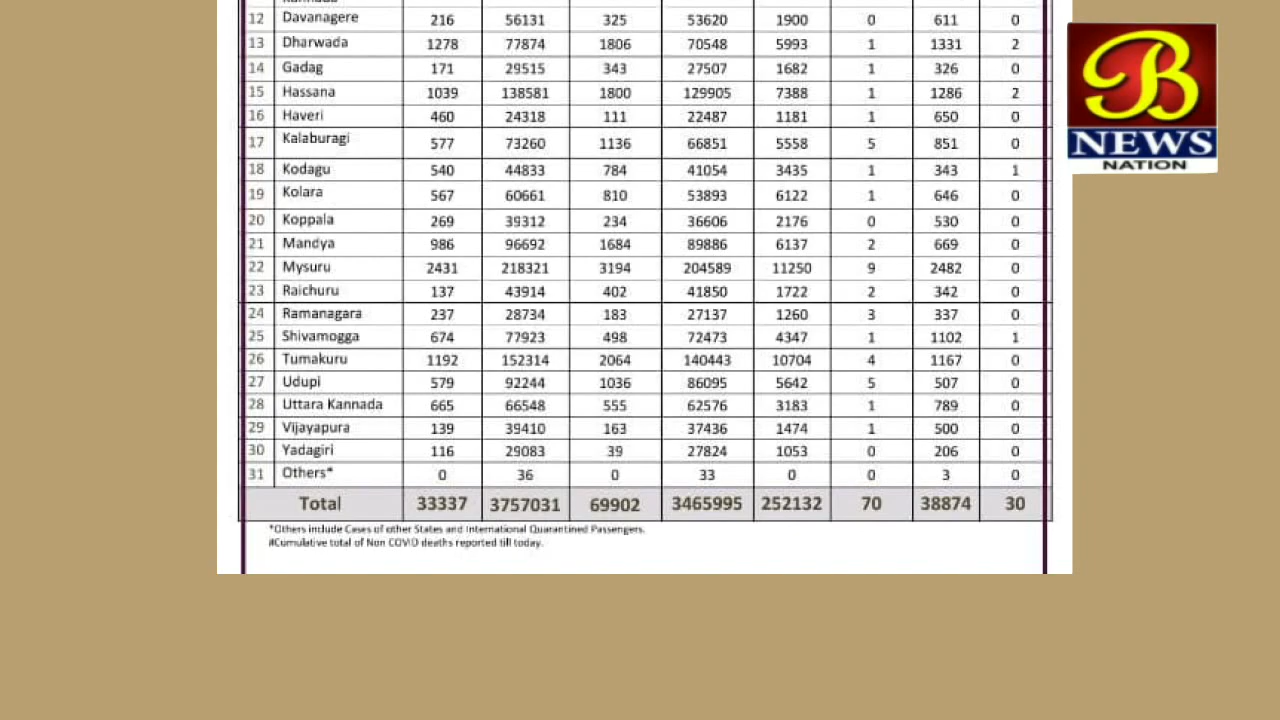 12 Davanagere 216 56131 325 53620 1900 0 611 0
13 Dharwada 1278 77874 1806 70548 5993 1 1331 2
14 Gadag 171 29515 343 27507 1682 1 326 0
15 Hassana 1039 138581 1800 129905 7388 1 1286 2
16 Haveri 460 24318 111 22487 1181 1 650 0
17 Kalaburagi 577 73260 1136 66851 5558 5 851 0
18 Kodagu 540 44833 784 41054 3435 1 343 1
19 Kolara 567 60661 810 53893 6122 1 646 0
20 Koppala 269 39312 234 36606 2176 0 530 0
21 Mandya 986 96692 1684 89886 6137 2 669 0
22 Mysuru 2431 218321 3194 204589 11250 9 2482 0
23 Raichuru 137 43914 402 41850 1722 2 342 0
24 Ramanagara 237 28734 183 27137 1260 3 337 0
25 Shivamogga 674 77923 498 72473 4347 1 1102 1
26 Tumakuru 1192 152314 2064 140443 10704 4 1167 0
27 Udupi 579 92244 1036 86095 5642 5 507 0
28 Uttara Kannada 665 66548 555 62576 3183 1 789 0
29 Vijayapura 139 39410 163 37436 1474 1 500 0
30 Yadagiri 116 29083 39 27824 1053 0 206 0
31 Others* 0 36 0 33 0 0 3 0
Total 33337 3757031 69902 3465995 252132 70 38874 30
*Others include Cases of other States and International Quarantined Passengers.
#Cumulative total of Non COVID deaths reported till today.
B
NEWS
NATION